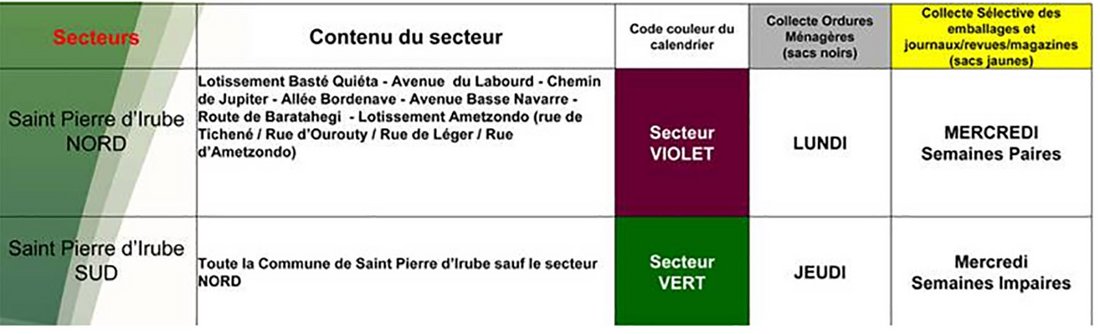 Secteurs
Contenu du secteur
Code couleur du
calendrier
Collecte Ordures
Ménagères
(sacs noirs)
Collecte Sélective des
emballages et
journaux/revues/magazines
(sacs jaunes)
Saint Pierre d'Irube
NORD
Lotissement Basté Quiéta - Avenue du Labourd - Chemin
de Jupiter - Allée Bordenave - Avenue Basse Navarre -
Route de Baratahegi - Lotissement Ametzondo (rue de
Tichené / Rue d'Ourouty / Rue de Léger / Rue
d'Ametzondo)
Secteur
VIOLET
LUNDI
MERCREDI
Semaines Paires
Saint Pierre d'Irube
SUD
Toute la Commune de Saint Pierre d'Irube sauf le secteur
NORD
Secteur
VERT
JEUDI
Mercredi
Semaines Impaires